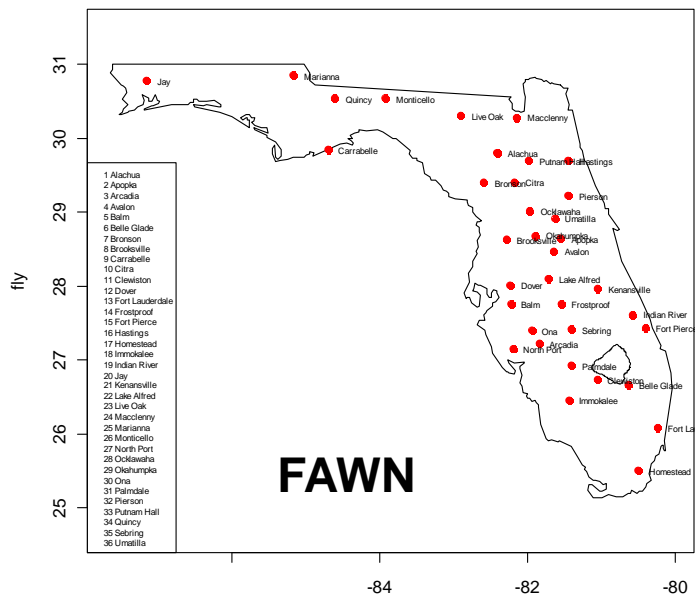 31
30
29
28
27
26
25
fly
Jay
Marianna
Quincy
Monticello
Live Oak
Macclenny
Carrabelle
Alachua
Putnam Hall
Hastings
Bronson
Citra
Pierson
Ocklawaha
Umatilla
Okahumpka
Brooksville
Apopka
Avalon
Dover
Lake Alfred
Kenansville
Balm
Frostproof
Indian River
Ona
Sebring
Fort Pierce
Arcadia
North Port
Palmdale
Clewiston
Belle Glade
Immokalee
Fort La
Homestead
1 Alachua
2 Apopka
3 Arcadia
4 Avalon
5 Balm
6 Belle Glade
7 Bronson
8 Brooksville
9 Carrabelle
10 Citra
11 Clewiston
12 Dover
13 Fort Lauderdale
14 Frostproof
15 Fort Pierce
16 Hastings
17 Homestead
18 Immokalee
19 Indian River
20 Jay
21 Kenansville
22 Lake Alfred
23 Live Oak
24 Macclenny
25 Marianna
26 Monticello
27 North Port
28 Ocklawaha
29 Okahumpka
30 Ona
31 Palmdale
32 Pierson
33 Putnam Hall
34 Quincy
35 Sebring
36 Umatilla
FAWN
-84
-82
-80